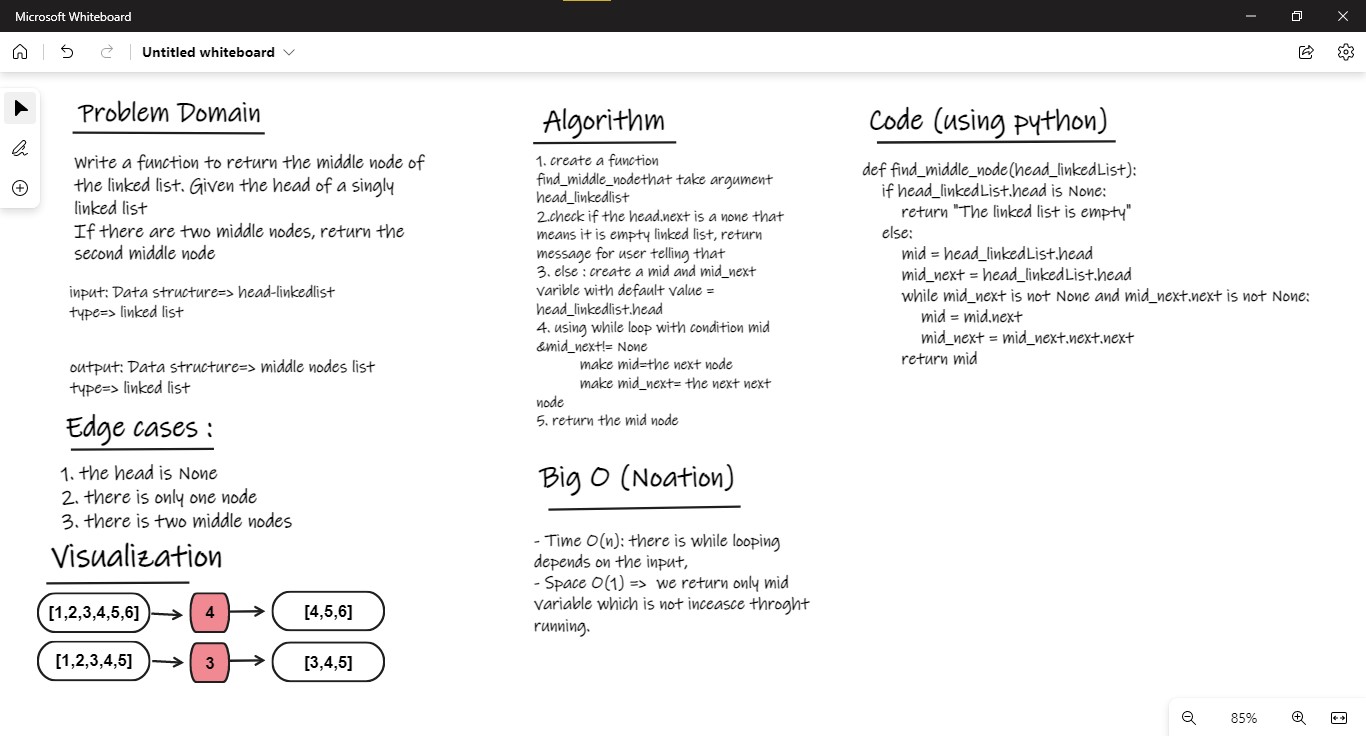 Microsoft Whiteboard
Untitled whiteboard
Problem Domain
Write a function to return the middle node of
the linked list. Given the head of a singly
linked list
If there are two middle nodes, return the
second middle node
input: Data structure=> head-linkedlist
type=> linked list
output: Data structure=> middle nodes list
type=> linked list
Edge cases :
1. the head is None
2. there is only one node
3. there is two middle nodes
Visualization
[1,2,3,4,5,6] 4 [4,5,6]
[1,2,3,4,5] 3 [3,4,5]
Algorithm
1. create a function
find_middle_nodethat take argument
head_linkedlist
2.check if the head.next is a none that
means it is empty linked list, return
message for user telling that
3. else : create a mid and mid_next
varible with default value =
head_linkedlist.head
4. using while loop with condition mid
&mid_next!= None
make mid=the next node
make mid_next= the next next
node
5. return the mid node
Big O (Noation)
- Time O(n): there is while looping
depends on the input,
- Space O(1) => we return only mid
variable which is not inceasce throght
running.
Code (using python)
def find_middle_node(head_linkedList):
if head_linkedList.head is None:
return "The linked list is empty"
else:
mid = head_linkedList.head
mid_next = head_linkedList.head
while mid_next is not None and mid_next.next is not None:
mid = mid.next
mid_next = mid_next.next.next
return mid
85%